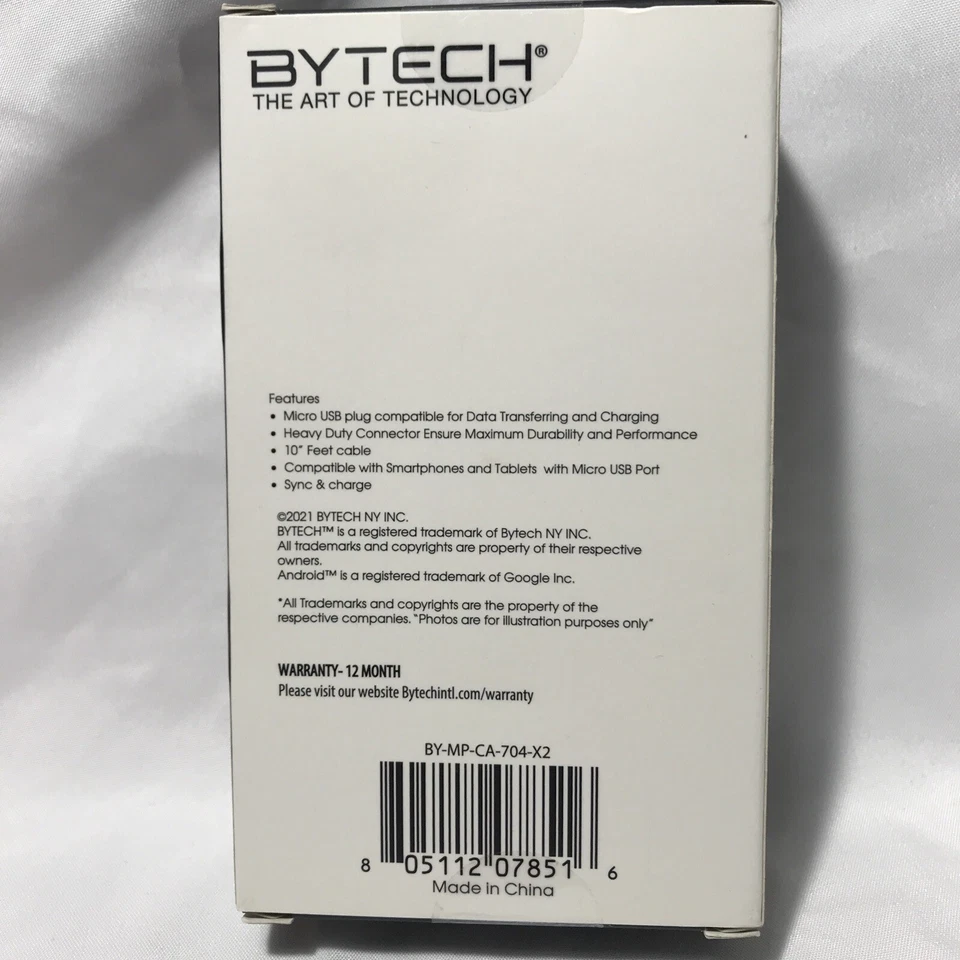 BYTECH®
THE ART OF TECHNOLOGY
Features
• Micro USB plug compatible for Data Transferring and Charging
• Heavy Duty Connector Ensure Maximum Durability and Performance
• 10” Feet cable
• Compatible with Smartphones and Tablets with Micro USB Port
• Sync & charge
©2021 BYTECH NY INC.
BYTECH™ is a registered trademark of Bytech NY INC.
All trademarks and copyrights are property of their respective
owners.
Android™ is a registered trademark of Google Inc.
*All Trademarks and copyrights are the property of the
respective companies. “Photos are for illustration purposes only”
WARRANTY- 12 MONTH
Please visit our website Bytechintl.com/warranty
BY-MP-CA-704-X2
8 05112 07851 6
Made in China